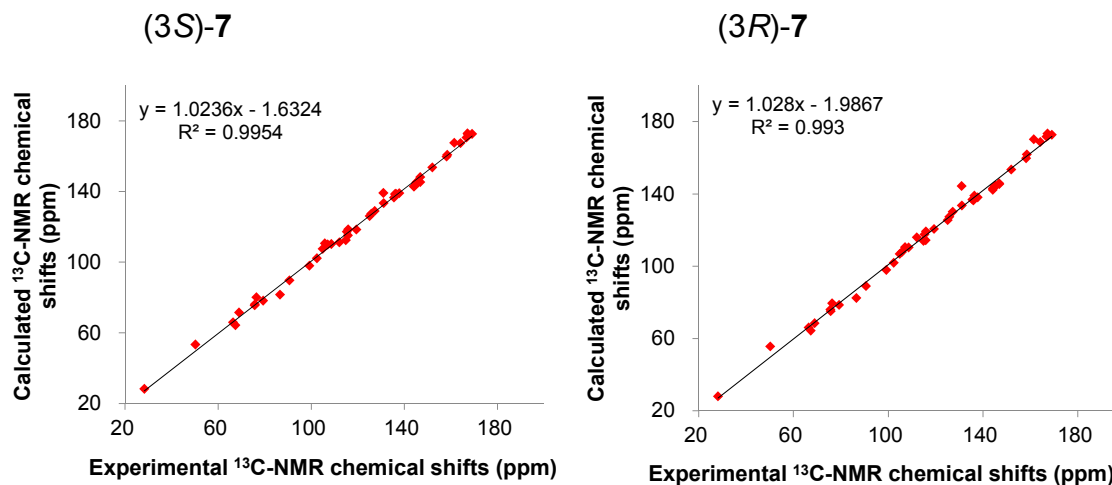 (3S)-7
y = 1.0236x - 1.6324
R² = 0.9954
180
140
100
60
20
20 60 100 140 180
Calculated ¹³C-NMR chemical
shifts (ppm)
Experimental ¹³C-NMR chemical shifts (ppm)
(3R)-7
y = 1.028x - 1.9867
R² = 0.993
180
140
100
60
20
20 60 100 140 180
Calculated ¹³C-NMR chemical
shifts (ppm)
Experimental ¹³C-NMR chemical shifts (ppm)